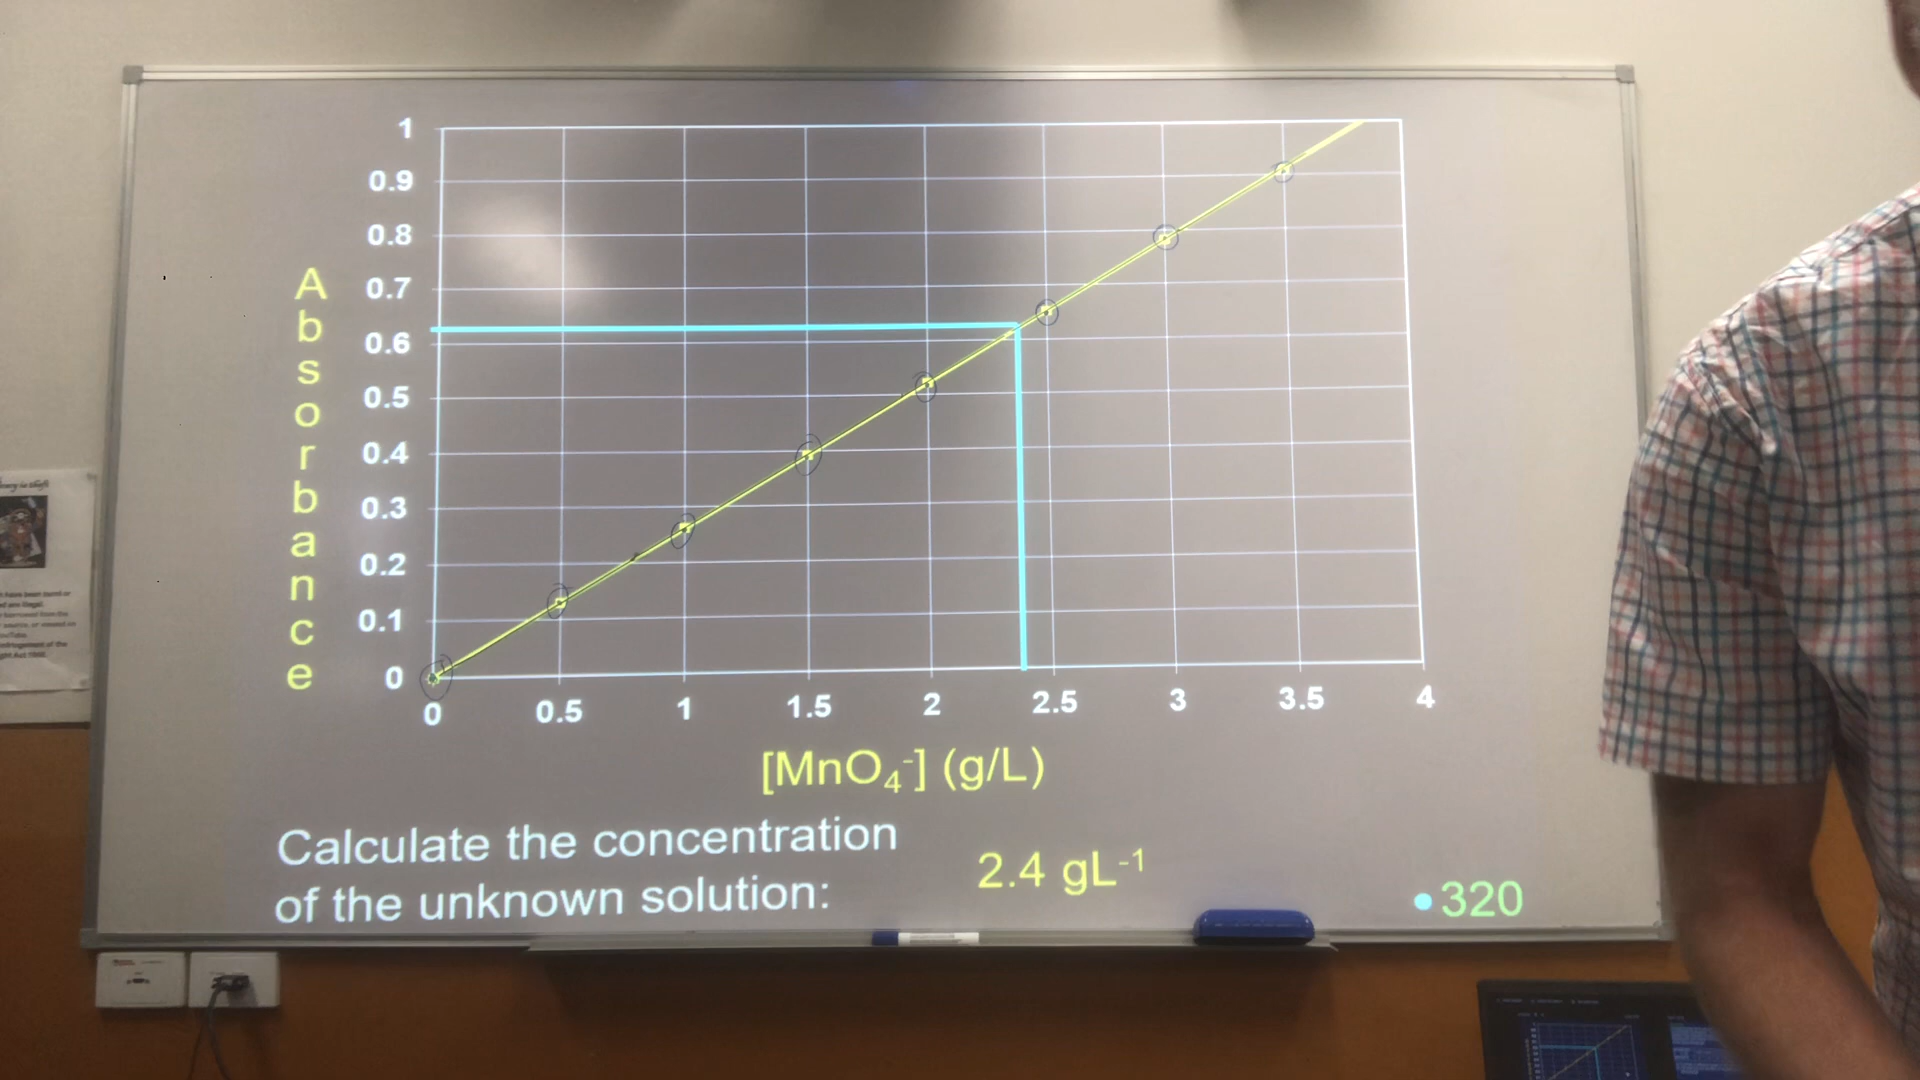 1
0.9
0.8
0.7
0.6
0.5
0.4
0.3
0.2
0.1
0
Absorbance
0 0.5 1 1.5 2 2.5 3 3.5 4
[MnO₄⁻] (g/L)
Calculate the concentration
of the unknown solution:
2.4 gL⁻¹
•320